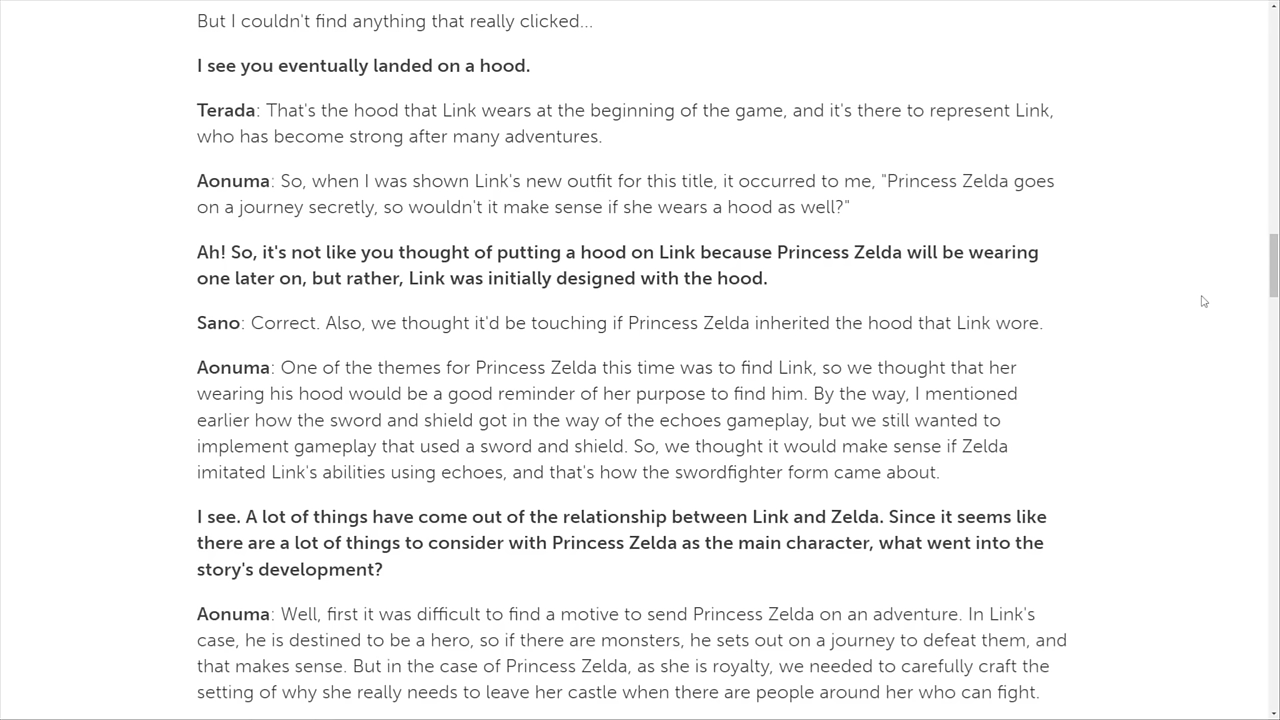 But I couldn't find anything that really clicked...
I see you eventually landed on a hood.
Terada: That's the hood that Link wears at the beginning of the game, and it's there to represent Link,
who has become strong after many adventures.
Aonuma: So, when I was shown Link's new outfit for this title, it occurred to me, "Princess Zelda goes
on a journey secretly, so wouldn't it make sense if she wears a hood as well?"
Ah! So, it's not like you thought of putting a hood on Link because Princess Zelda will be wearing
one later on, but rather, Link was initially designed with the hood.
Sano: Correct. Also, we thought it'd be touching if Princess Zelda inherited the hood that Link wore.
Aonuma: One of the themes for Princess Zelda this time was to find Link, so we thought that her
wearing his hood would be a good reminder of her purpose to find him. By the way, I mentioned
earlier how the sword and shield got in the way of the echoes gameplay, but we still wanted to
implement gameplay that used a sword and shield. So, we thought it would make sense if Zelda
imitated Link's abilities using echoes, and that's how the swordfighter form came about.
I see. A lot of things have come out of the relationship between Link and Zelda. Since it seems like
there are a lot of things to consider with Princess Zelda as the main character, what went into the
story's development?
Aonuma: Well, first it was difficult to find a motive to send Princess Zelda on an adventure. In Link's
case, he is destined to be a hero, so if there are monsters, he sets out on a journey to defeat them, and
that makes sense. But in the case of Princess Zelda, as she is royalty, we needed to carefully craft the
setting of why she really needs to leave her castle when there are people around her who can fight.